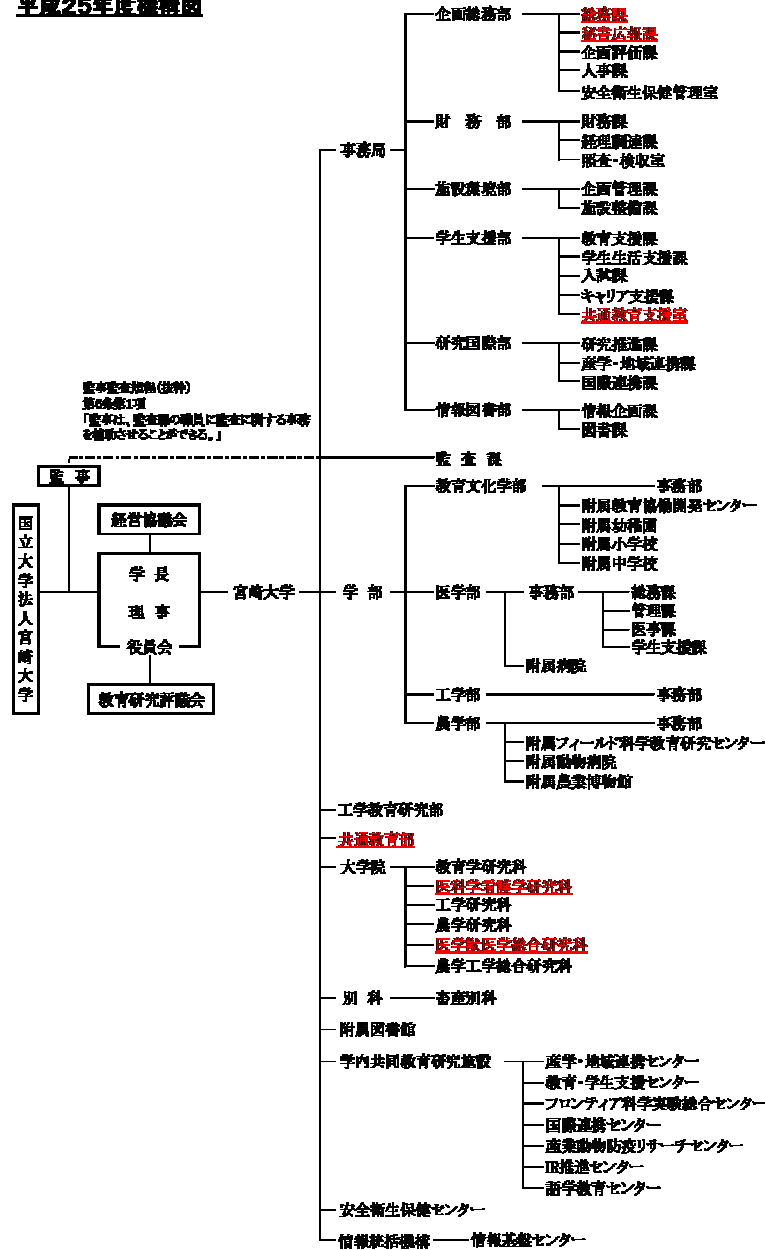 平成25年度機構図
企画総務部
総務課
秘書広報課
企画評価課
人事課
安全衛生保健管理室
事務局
財 務 部
財務課
経理調達課
照査・検収室
施設環境部
企画管理課
施設整備課
学生支援部
教育支援課
学生生活支援課
入試課
キャリア支援課
共通教育支援室
研究国際部
研究推進課
産学・地域連携課
国際連携課
情報図書部
情報企画課
図書課
監事監査規程(抜粋)
第6条第1項
「監事は、監査課の職員に監査に関する事務
を補助させることができる。」
監 査 課
監 事
国立大学法人宮崎大学
経営協議会
学 長
理 事
役員会
教育研究評議会
宮崎大学
学 部
教育文化学部
事務部
附属教育協働開発センター
附属幼稚園
附属小学校
附属中学校
医学部
事務部
総務課
管理課
医事課
学生支援課
附属病院
工学部
事務部
農学部
事務部
附属フィールド科学教育研究センター
附属動物病院
附属農業博物館
工学教育研究部
共通教育部
大学院
教育学研究科
医科学看護学研究科
工学研究科
農学研究科
医学獣医学総合研究科
農学工学総合研究科
別 科
畜産別科
附属図書館
学内共同教育研究施設
産学・地域連携センター
教育・学生支援センター
フロンティア科学実験総合センター
国際連携センター
産業動物防疫リサーチセンター
IR推進センター
語学教育センター
安全衛生保健センター
情報統括機構
情報基盤センター